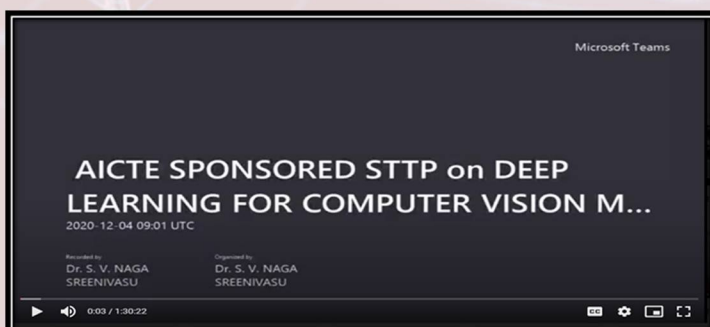 Microsoft Teams
AICTE SPONSORED STTP on DEEP
LEARNING FOR COMPUTER VISION M...
2020-12-04 09:01 UTC
Recorded by
Organized by
Dr. S. V. NAGA
SREENIVASU
Dr. S. V. NAGA
SREENIVASU
0:03 / 1:30:22
CC